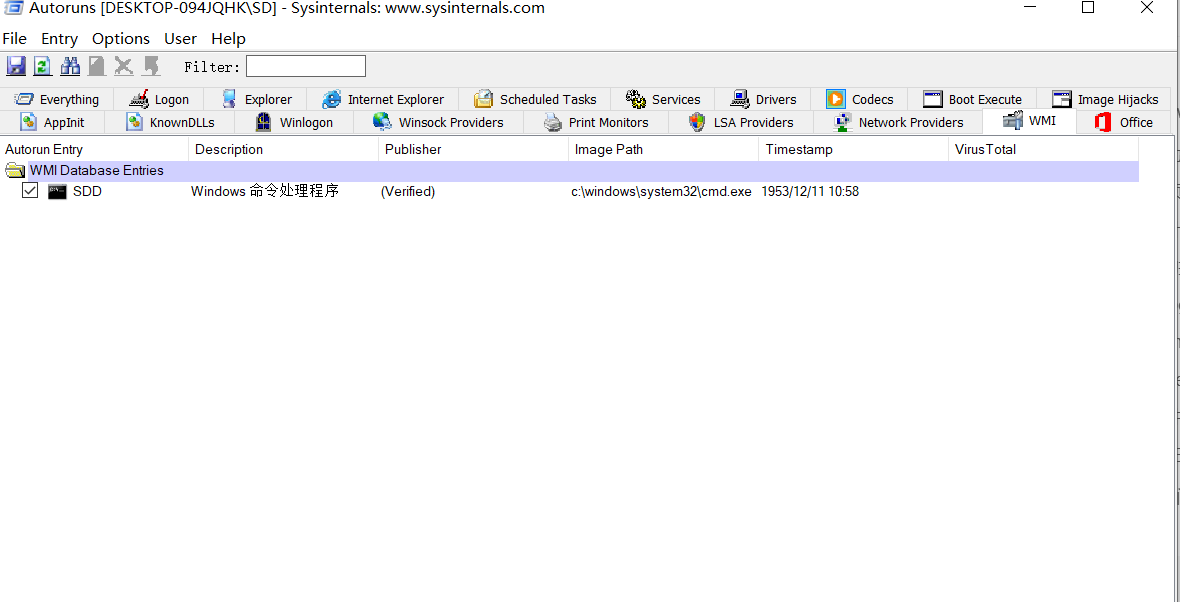 Autoruns [DESKTOP-094JQHK\SD] - Sysinternals: www.sysinternals.com
File Entry Options User Help
Filter:
Everything Logon Explorer Internet Explorer Scheduled Tasks Services Drivers Codecs Boot Execute Image Hijacks
AppInit KnownDLLs Winlogon Winsock Providers Print Monitors LSA Providers Network Providers WMI Office
Autorun Entry Description Publisher Image Path Timestamp VirusTotal
WMI Database Entries
SDD Windows 命令处理程序 (Verified) c:\windows\system32\cmd.exe 1953/12/11 10:58